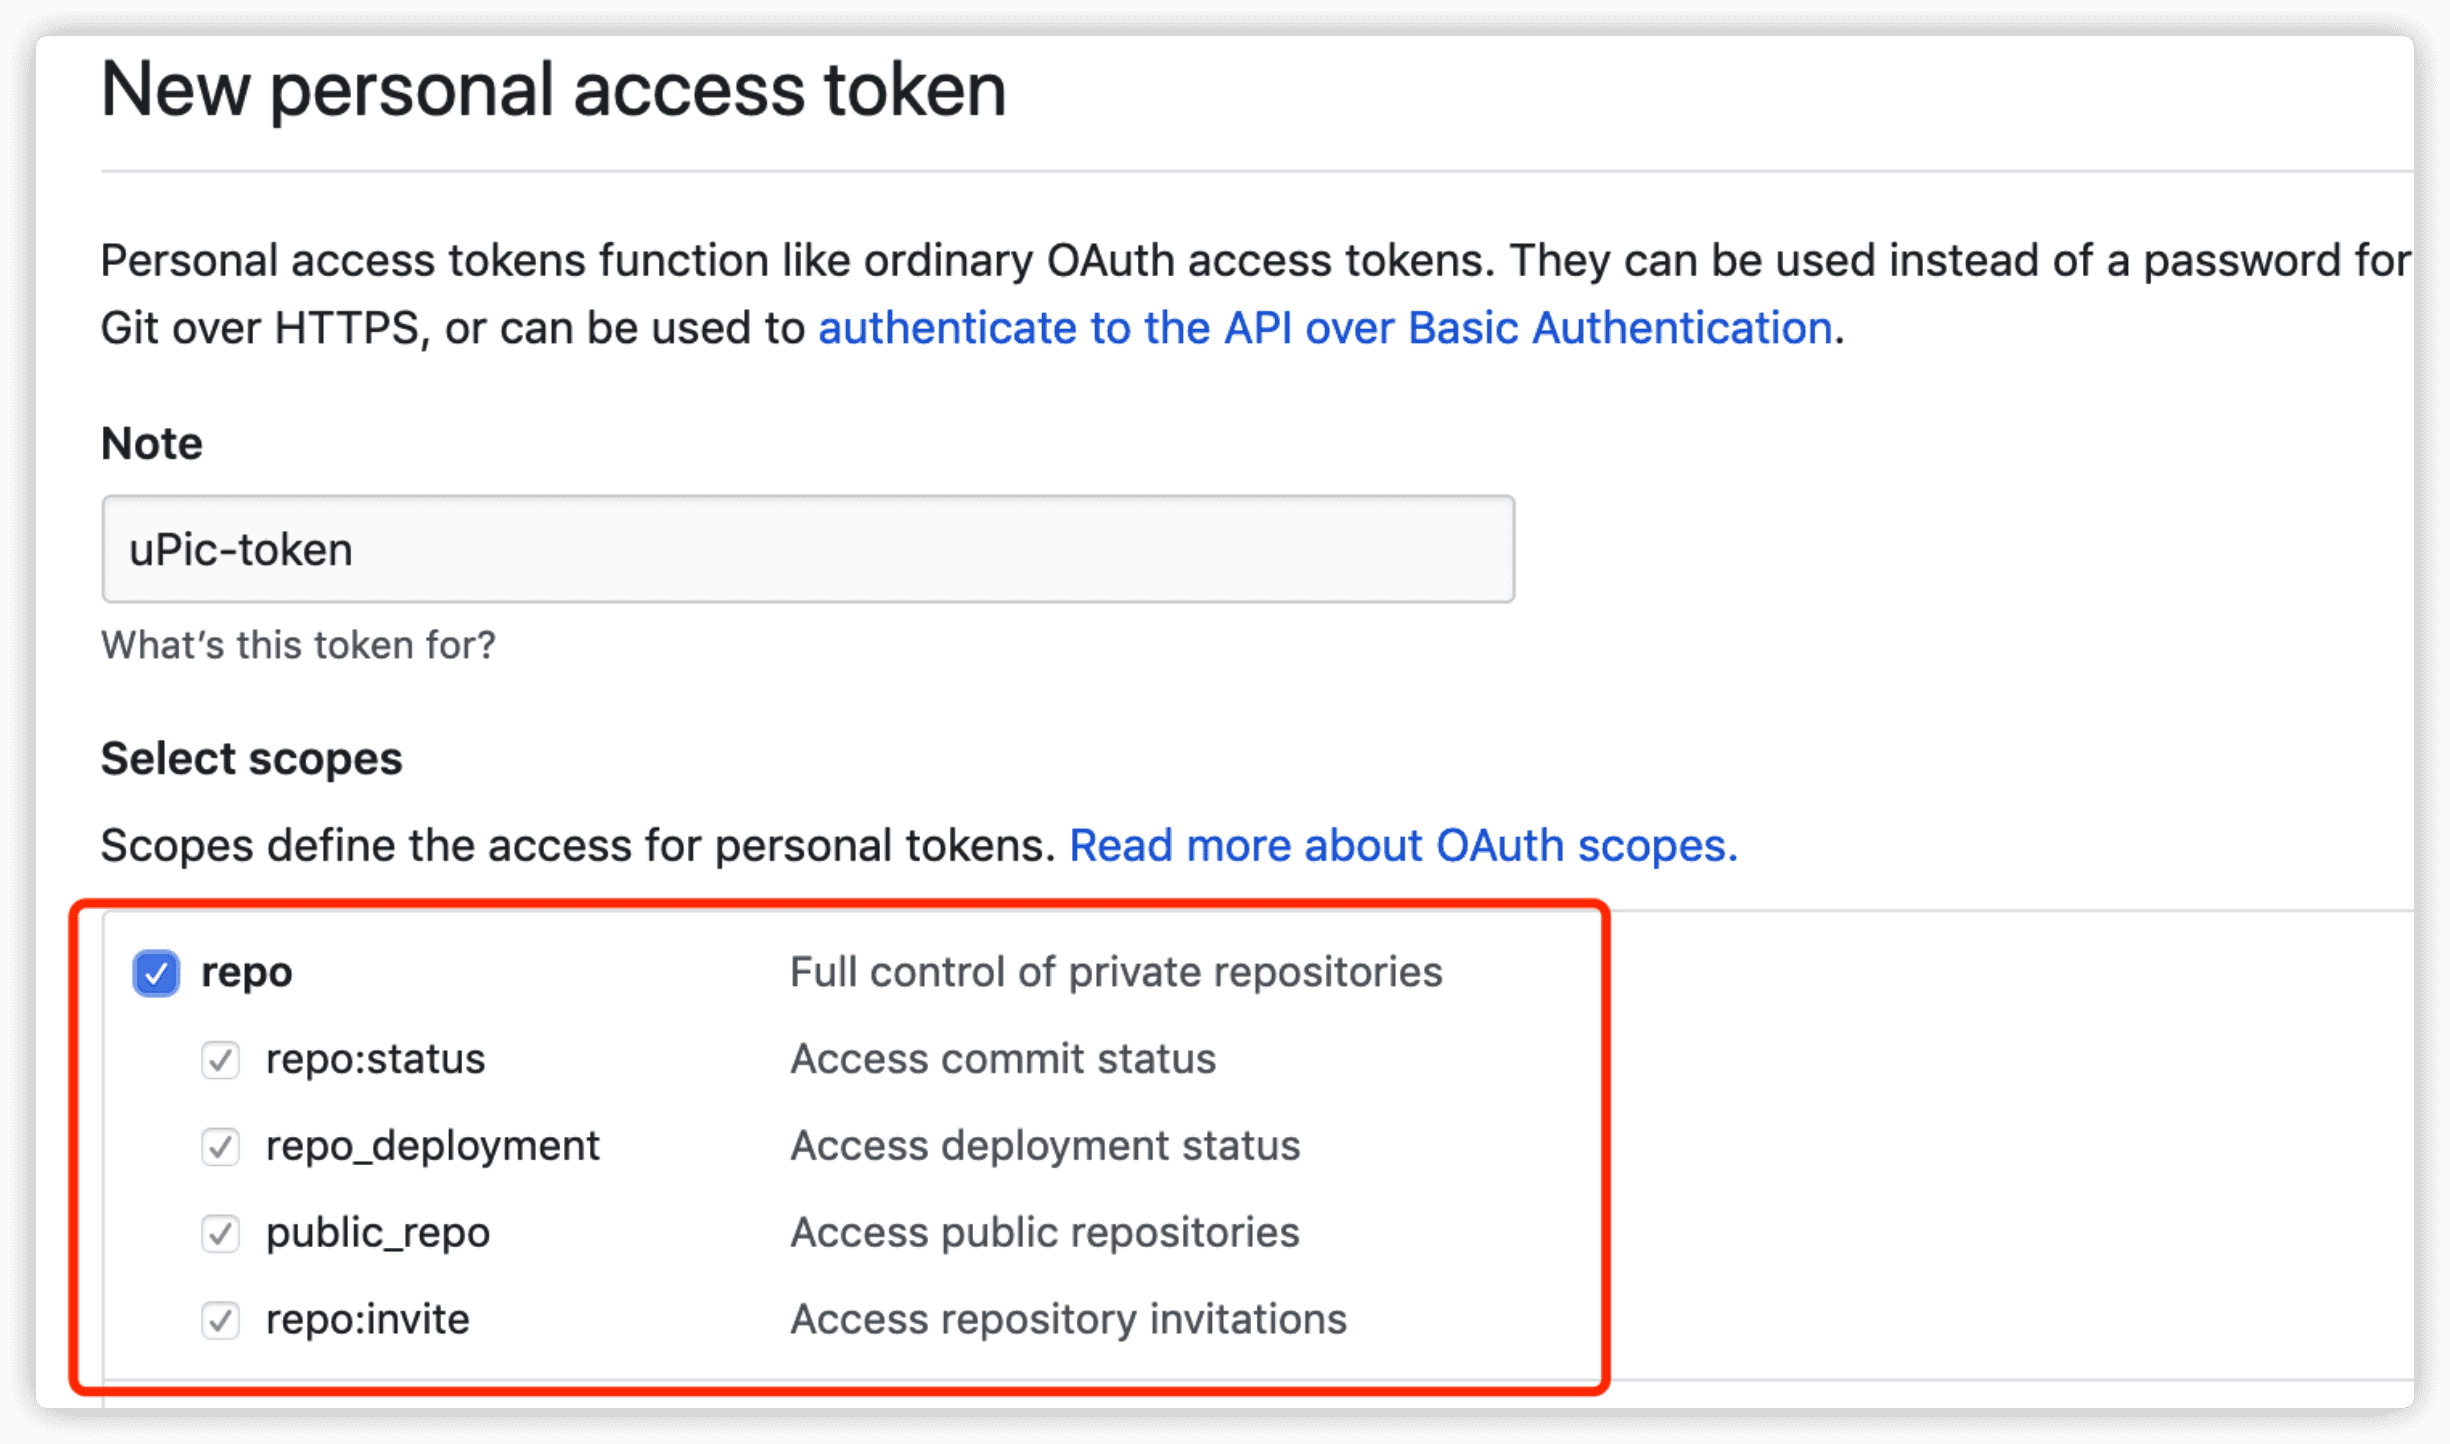 New personal access token
Personal access tokens function like ordinary OAuth access tokens. They can be used instead of a password for
Git over HTTPS, or can be used to authenticate to the API over Basic Authentication.
Note
uPic-token
What’s this token for?
Select scopes
Scopes define the access for personal tokens. Read more about OAuth scopes.
repo Full control of private repositories
repo:status Access commit status
repo_deployment Access deployment status
public_repo Access public repositories
repo:invite Access repository invitations